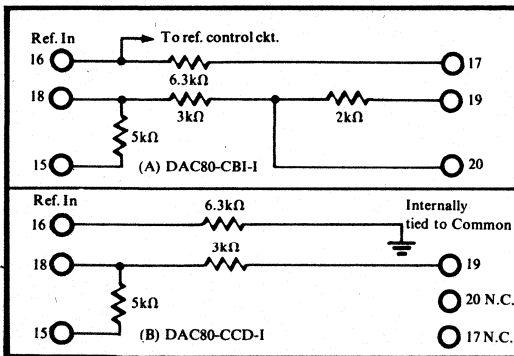 Ref. In
To ref. control ckt.
16
17
6.3kΩ
18
19
3kΩ
2kΩ
5kΩ
15
(A) DAC80-CBI-I
20
Ref. In
Internally
tied to Common
16
6.3kΩ
3kΩ
18
19
5kΩ
20 N.C.
15
(B) DAC80-CCD-I
17 N.C.